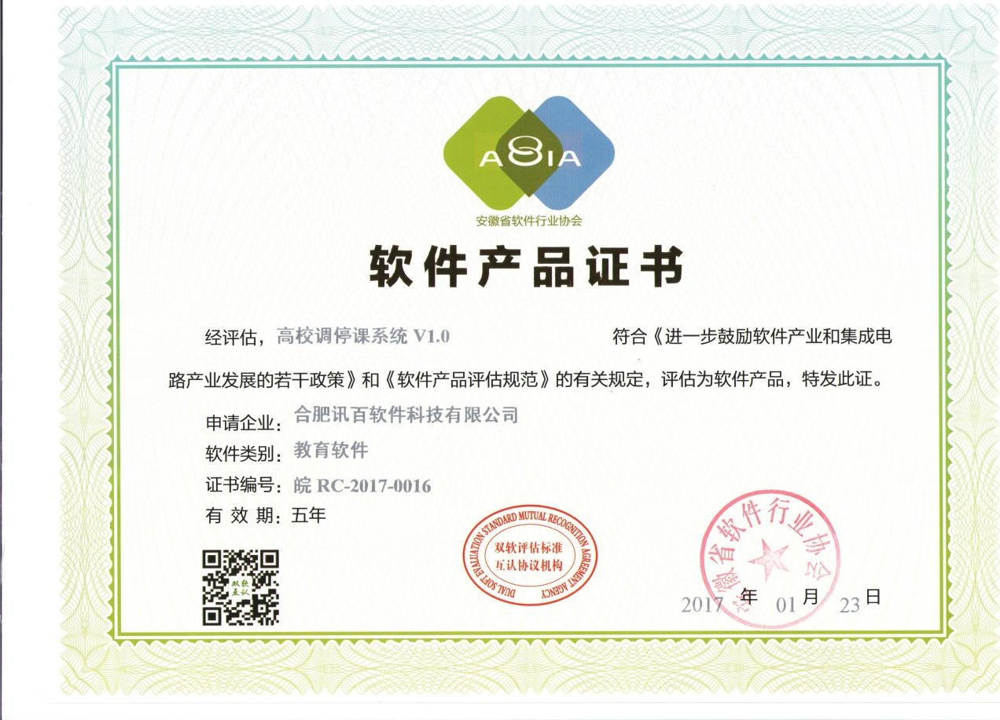 A8IA
安徽省软件行业协会
软件产品证书
经评估，高校调停课系统 V1.0 符合《进一步鼓励软件产业和集成电
路产业发展的若干政策》和《软件产品评估规范》的有关规定，评估为软件产品，特发此证。
申请企业：合肥讯百软件科技有限公司
软件类别：教育软件
证书编号：皖 RC-2017-0016
有 效 期：五年
双软
互认
DUAL SOFT EVALUATION STANDARD MUTUAL RECOGNITION AGREEMENT AGENCY
双软评估标准
互认协议机构
安徽省软件行业协会
2017 年 01 月 23 日